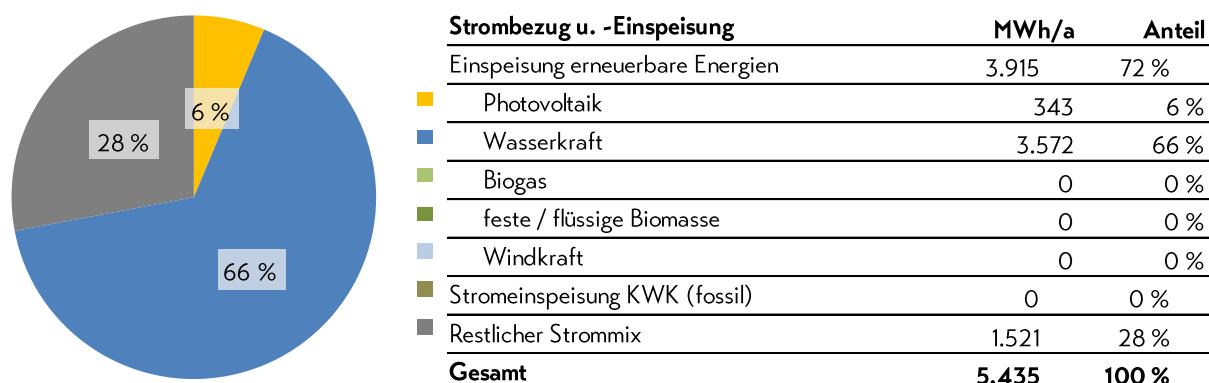 6 %
28 %
66 %
Strombezug u. -Einspeisung MWh/a Anteil
Einspeisung erneuerbare Energien 3.915 72 %
Photovoltaik 343 6 %
Wasserkraft 3.572 66 %
Biogas 0 0 %
feste / flüssige Biomasse 0 0 %
Windkraft 0 0 %
Stromeinspeisung KWK (fossil) 0 0 %
Restlicher Strommix 1.521 28 %
Gesamt 5.435 100 %